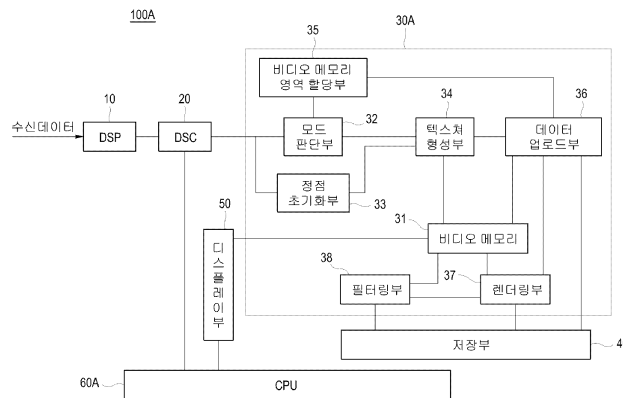 100A
30A
35
비디오 메모리
영역 할당부
10
20
34
36
수신데이터
DSP
DSC
모드
판단부
32
텍스쳐
형성부
데이터
업로드부
정점
초기화부
33
50
31
비디오 메모리
디스플레이부
38
37
필터링부
렌더링부
저장부
4
60A
CPU